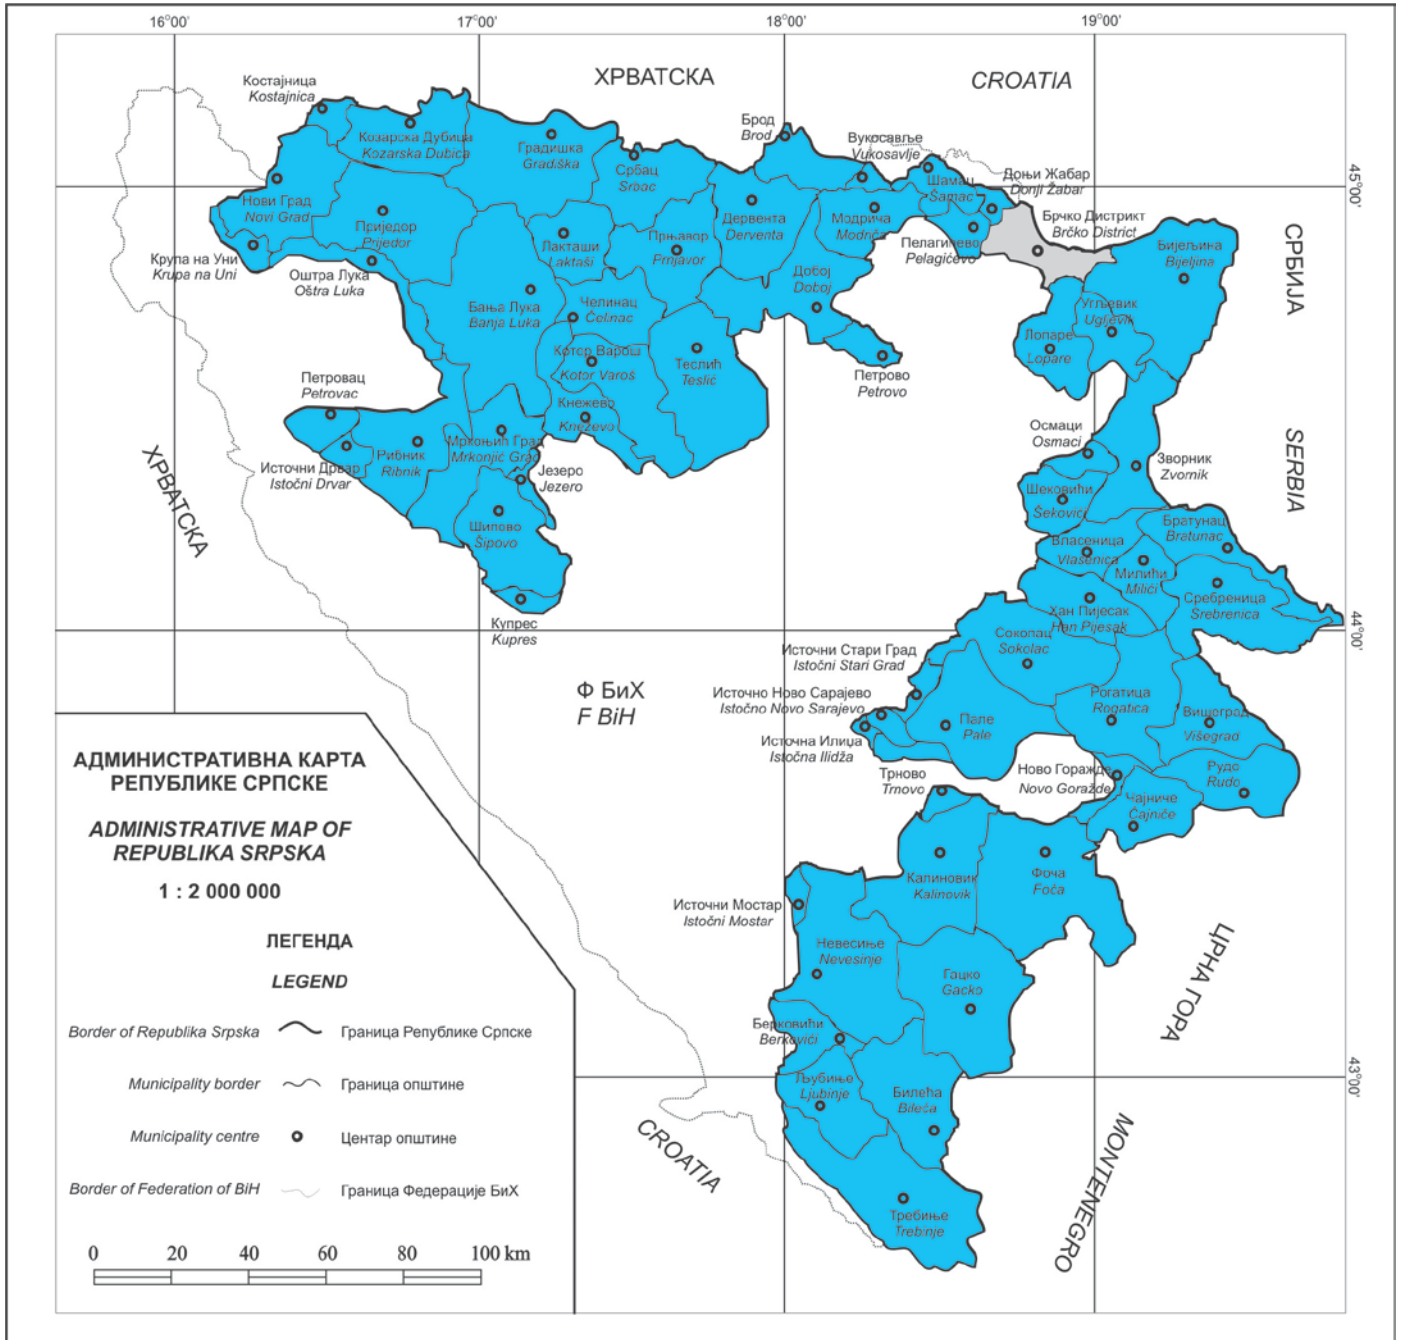 16°00'
17°00'
18°00'
19°00'
ХРВАТСКА
CROATIA
Костајница
Kostajnica
Козарска Дубица
Kozarska Dubica
Градишка
Gradiška
Србац
Srbac
Брод
Brod
Вукосавље
Vukosavlje
Шамац
Šamac
Доњи Жабар
Donji Žabar
45°00'
Нови Град
Novi Grad
Приједор
Prijedor
Лакташи
Laktaši
Прњавор
Prnjavor
Дервента
Derventa
Модрича
Modriča
Пелагићево
Pelagićevo
Брчко Дистрикт
Brčko District
Бијељина
Bijeljina
СРБИЈА
Крупа на Уни
Krupa na Uni
Оштра Лука
Oštra Luka
Бања Лука
Banja Luka
Челинац
Čelinac
Добој
Doboj
Угљевик
Ugljevik
Лопаре
Lopare
Котор Варош
Kotor Varoš
Теслић
Teslić
Петрово
Petrovo
Петровац
Petrovac
Кнежево
Kneževo
Осмаци
Osmaci
Зворник
Zvornik
SERBIA
Источни Дрвар
Istočni Drvar
Рибник
Ribnik
Мркоњић Град
Mrkonjić Grad
Језеро
Jezero
ХРВАТСКА
Шипово
Šipovo
Шековићи
Šekovići
Братунац
Bratunac
Власеница
Vlasenica
Милићи
Milići
Сребреница
Srebrenica
Хан Пијесак
Han Pijesak
Купрес
Kupres
44°00'
Соколац
Sokolac
Источни Стари Град
Istočni Stari Grad
Ф БиХ
F BiH
Источно Ново Сарајево
Istočno Novo Sarajevo
Источна Илиџа
Istočna Ilidža
Пале
Pale
Рогатица
Rogatica
Вишеград
Višegrad
Трново
Trnovo
Ново Горажде
Novo Goražde
Рудо
Rudo
Чајниче
Čajniče
Калиновик
Kalinovik
Фоча
Foča
Источни Мостар
Istočni Mostar
Невесиње
Nevesinje
Гацко
Gacko
ЦРНА ГОРА
Берковићи
Berkovići
43°00'
Љубиње
Ljubinje
Билећа
Bileća
CROATIA
MONTENEGRO
Требиње
Trebinje
АДМИНИСТРАТИВНА КАРТА
РЕПУБЛИКЕ СРПСКЕ
ADMINISTRATIVE MAP OF
REPUBLIKA SRPSKA
1 : 2 000 000
ЛЕГЕНДА
LEGEND
Border of Republika Srpska Граница Републике Српске
Municipality border Граница општине
Municipality centre Центар општине
Border of Federation of BiH Граница Федерације БиХ
0 20 40 60 80 100 km